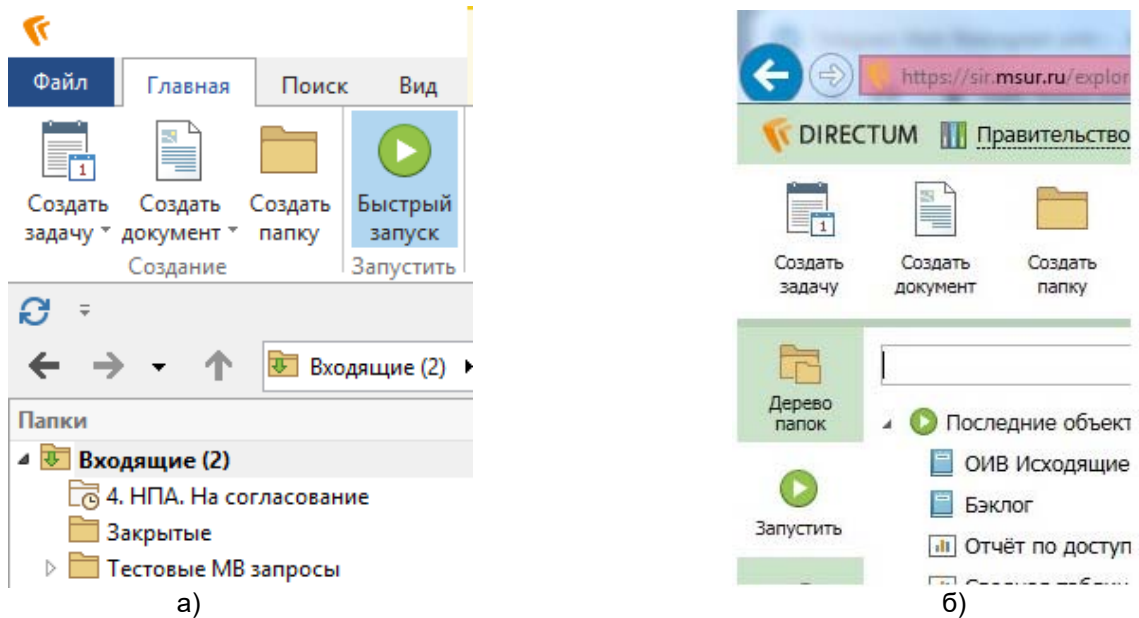 Файл Главная Поиск Вид
Создать задачу
Создать документ
Создать папку
Быстрый запуск
Создание Запустить
Входящие (2)
Папки
Входящие (2)
4. НПА. На согласование
Закрытые
Тестовые МВ запросы
а)
https://sir.msur.ru/explor
DIRECTUM Правительство
Создать задачу
Создать документ
Создать папку
Дерево папок
Последние объект
ОИВ Исходящие
Бэклог
Запустить
Отчёт по доступ
б)